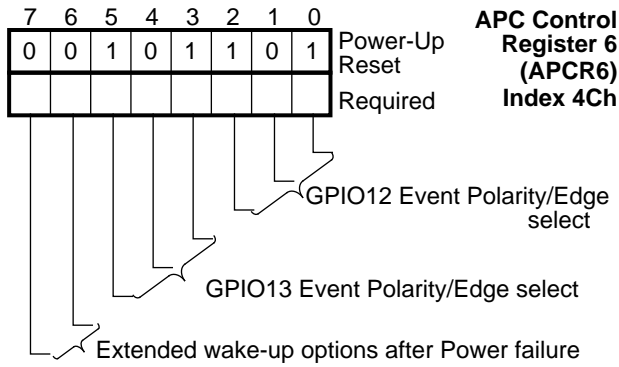 7 6 5 4 3 2 1 0
APC Control
Register 6
(APCR6)
Index 4Ch
0 0 1 0 1 1 0 1
Power-Up
Reset
Required
GPIO12 Event Polarity/Edge
select
GPIO13 Event Polarity/Edge select
Extended wake-up options after Power failure